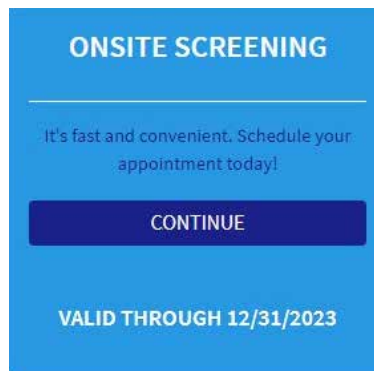 ONSITE SCREENING
It's fast and convenient. Schedule your
appointment today!
CONTINUE
VALID THROUGH 12/31/2023